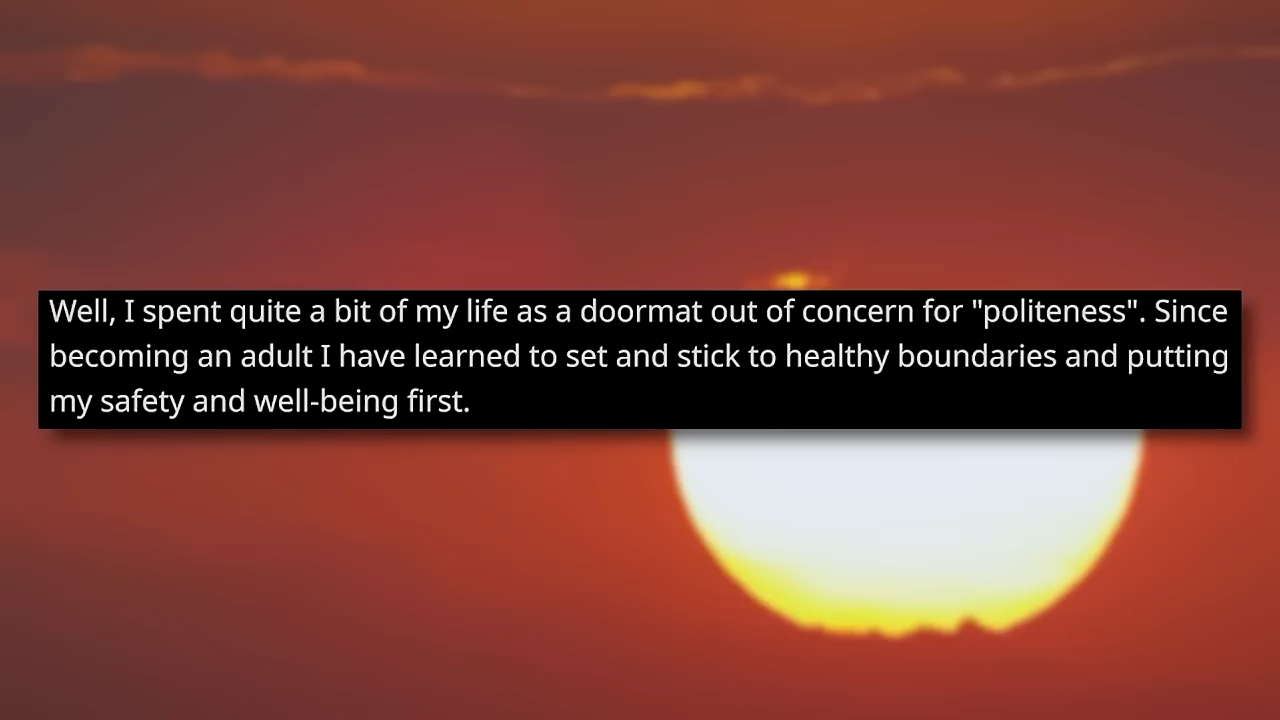 Well, I spent quite a bit of my life as a doormat out of concern for "politeness". Since
becoming an adult I have learned to set and stick to healthy boundaries and putting
my safety and well-being first.